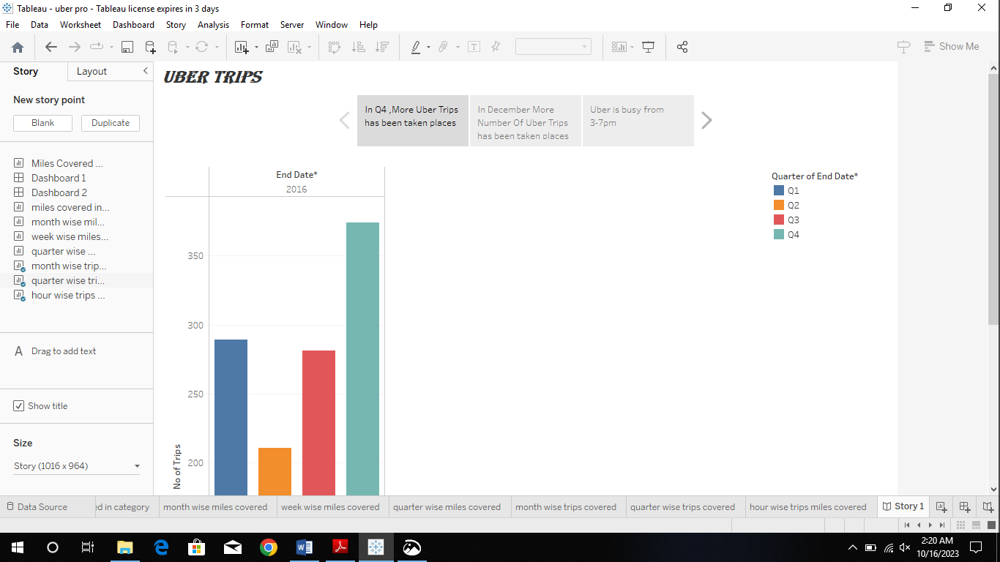 Tableau - uber pro - Tableau license expires in 3 days
File Data Worksheet Dashboard Story Analysis Format Server Window Help
Show Me
Story Layout
New story point
Blank Duplicate
Miles Covered ...
Dashboard 1
Dashboard 2
miles covered in...
month wise mil...
week wise miles...
quarter wise ...
month wise trip...
quarter wise tri...
hour wise trips ...
A Drag to add text
Show title
Size
Story (1016 x 964)
UBER TRIPS
In Q4 ,More Uber Trips
has been taken places
In December More
Number Of Uber Trips
has been taken places
Uber is busy from
3-7pm
End Date*
2016
350
300
250
200
No of Trips
Quarter of End Date*
Q1
Q2
Q3
Q4
Data Source ed in category month wise miles covered week wise miles covered quarter wise miles covered month wise trips covered quarter wise trips covered hour wise trips miles covered Story 1
2:20 AM
10/16/2023